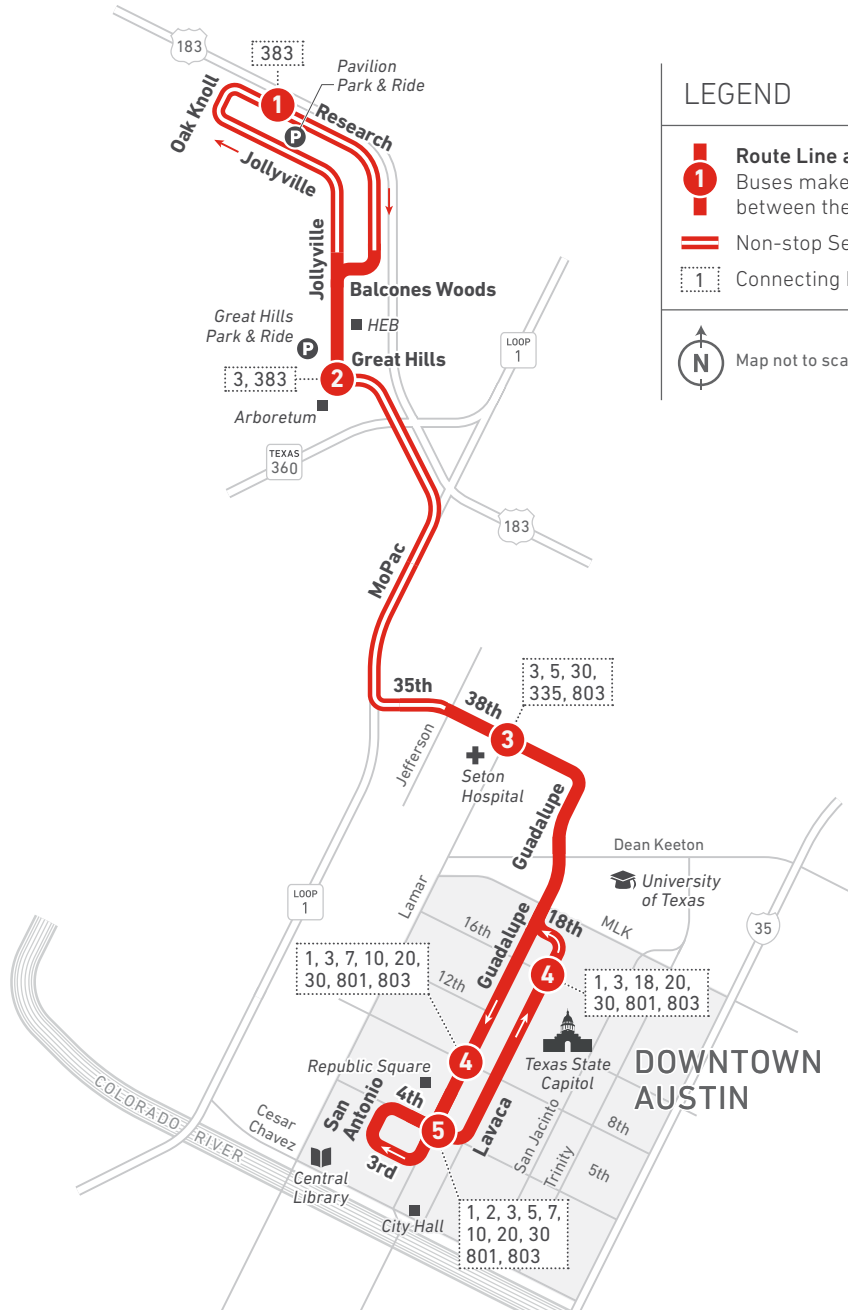 183
383
Pavilion
Park & Ride
Oak Knoll
1
Research
P
Jollyville
Jollyville
Balcones Woods
Great Hills
Park & Ride
HEB
P
LOOP
1
Great Hills
3, 383
2
Arboretum
TEXAS
360
183
MoPac
LEGEND
1
Route Line a
Buses make
between the
Non-stop Se
1
Connecting
N
Map not to sca
35th
38th
3, 5, 30,
335, 803
3
Jefferson
Seton
Hospital
Guadalupe
Dean Keeton
University
of Texas
LOOP
1
Lamar
MLK
35
18th
16th
Guadalupe
1, 3, 7, 10, 20,
30, 801, 803
12th
4
1, 3, 18, 20,
30, 801, 803
4
Texas State
Capitol
DOWNTOWN
AUSTIN
Republic Square
4th
San
Antonio
5
Lavaca
3rd
San Jacinto
Trinity
8th
5th
COLORADO RIVER
Cesar
Chavez
Central
Library
City Hall
1, 2, 3, 5, 7,
10, 20, 30
801, 803